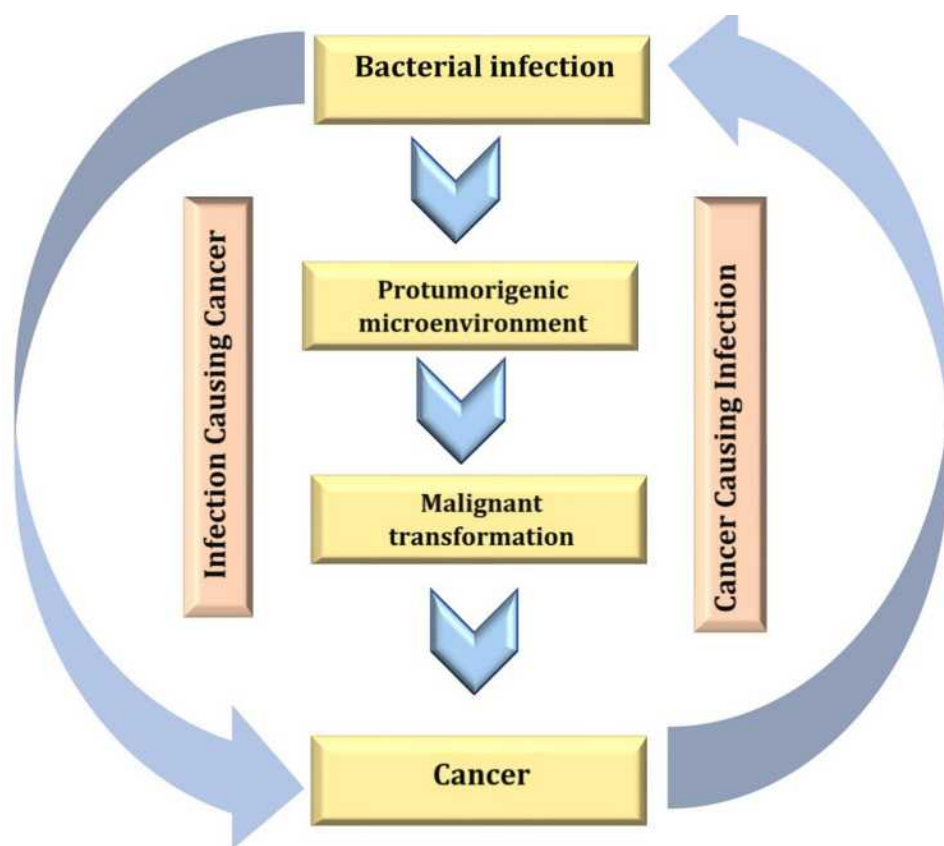 Bacterial infection
Infection Causing Cancer
Protumorigenic
microenvironment
Malignant
transformation
Cancer Causing Infection
Cancer